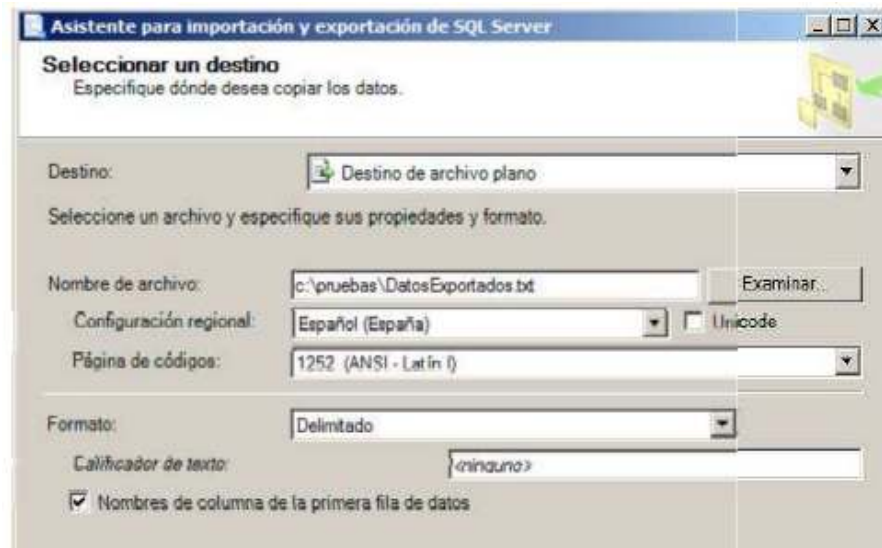 Asistente para importación y exportación de SQL Server
Seleccionar un destino
Especifique dónde desea copiar los datos.
Destino: Destino de archivo plano
Seleccione un archivo y especifique sus propiedades y formato.
Nombre de archivo: c:\pruebas\DatosExportados.txt Examinar...
Configuración regional: Español (España) Unicode
Página de códigos: 1252 (ANSI - Latín I)
Formato: Delimitado
Calificador de texto: <ninguno>
Nombres de columna de la primera fila de datos